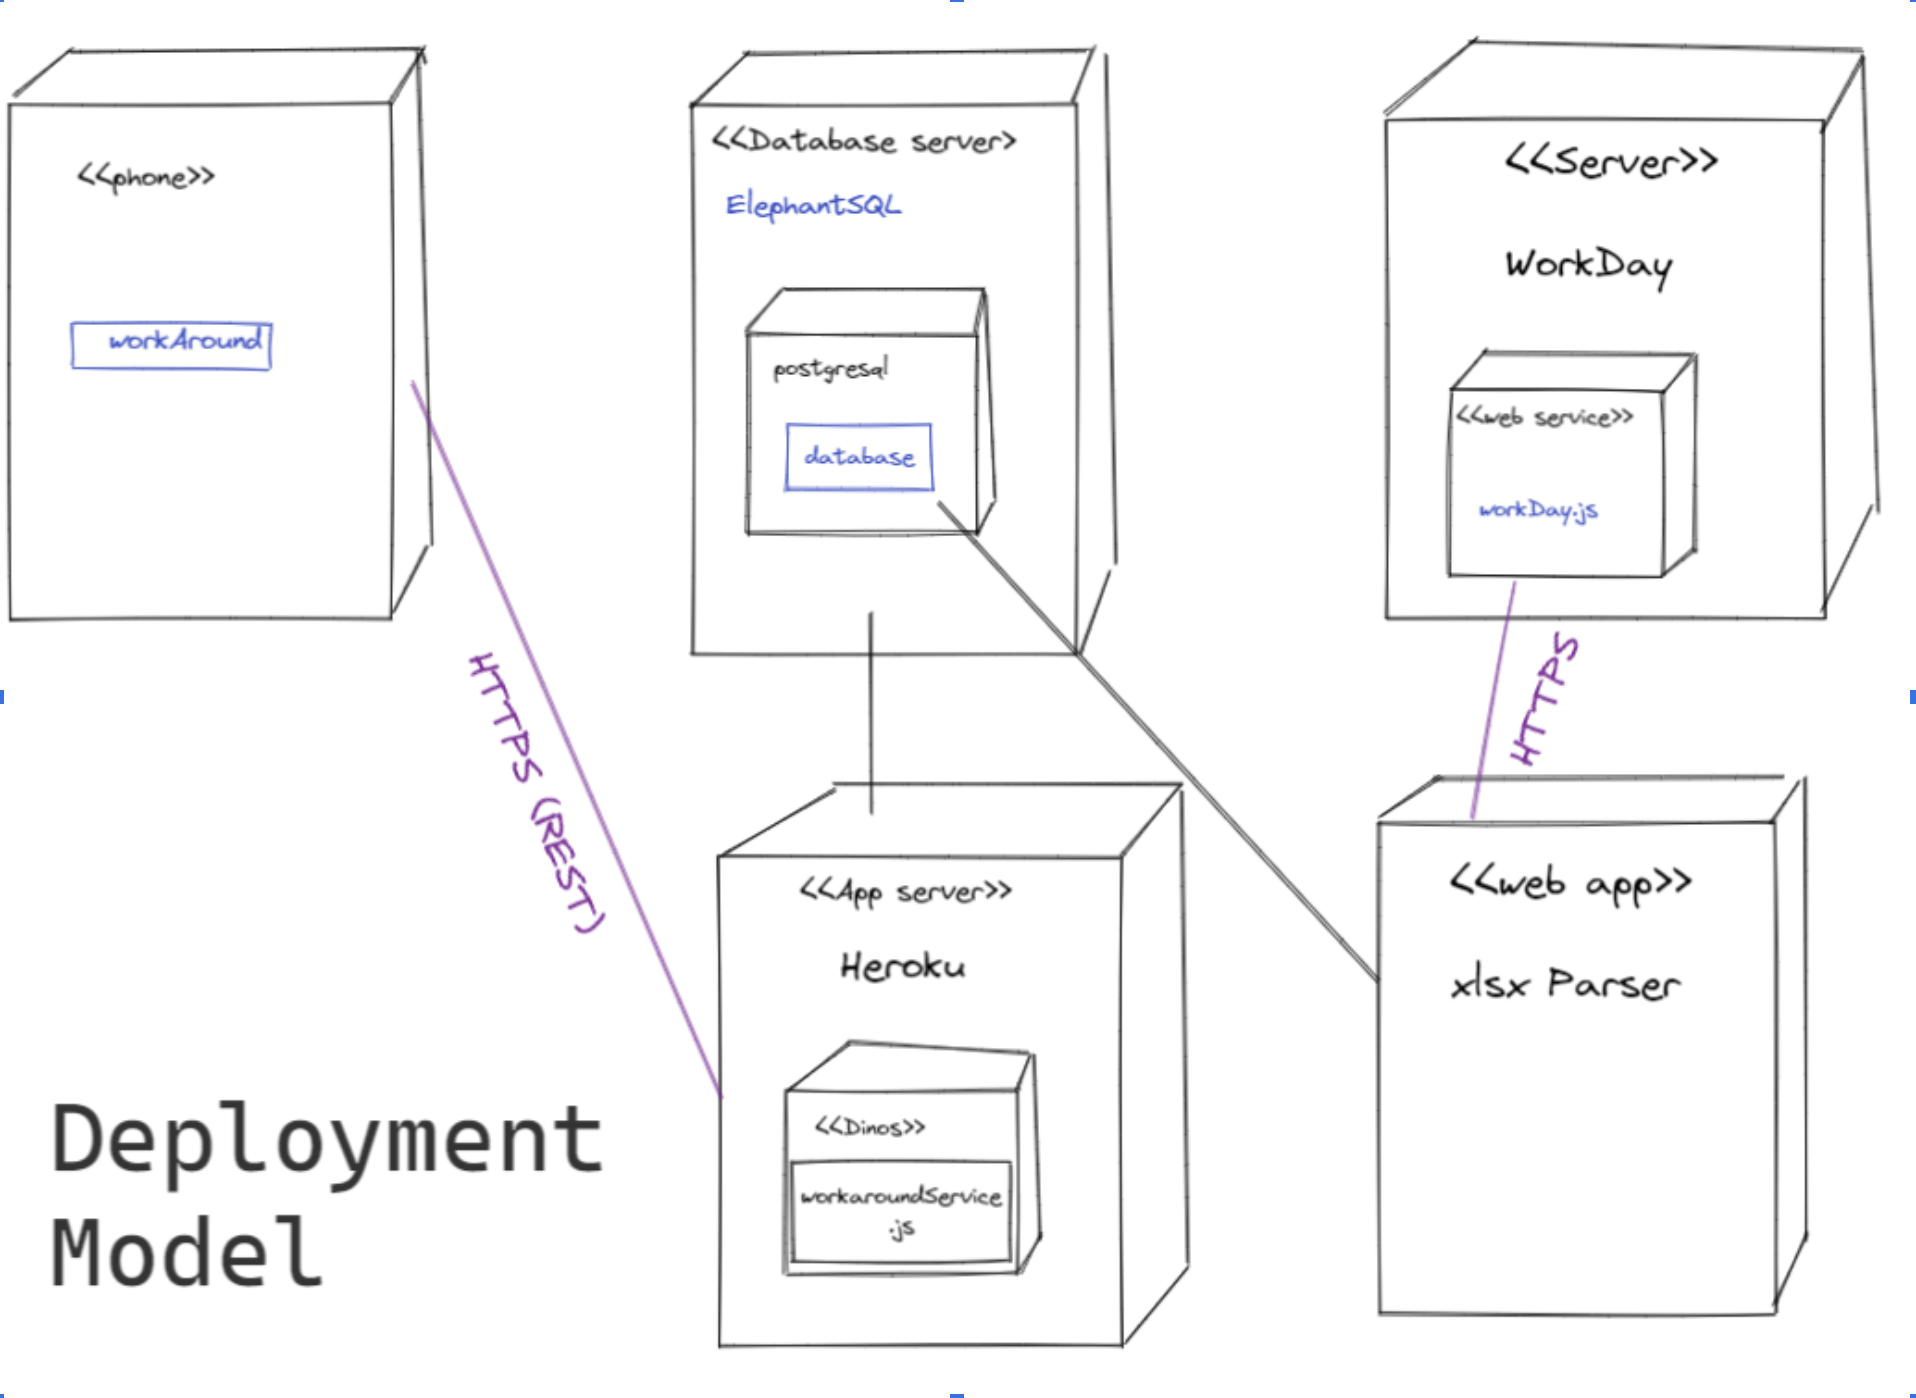 <<phone>>
workAround
<<Database server>
ElephantSQL
postgresql
database
<<Server>>
WorkDay
<<web service>>
workDay.js
HTTPS (REST)
HTTPS
<<App server>>
Heroku
<<Dinos>>
workaroundService
.js
<<web app>>
xlsx Parser
Deployment
Model